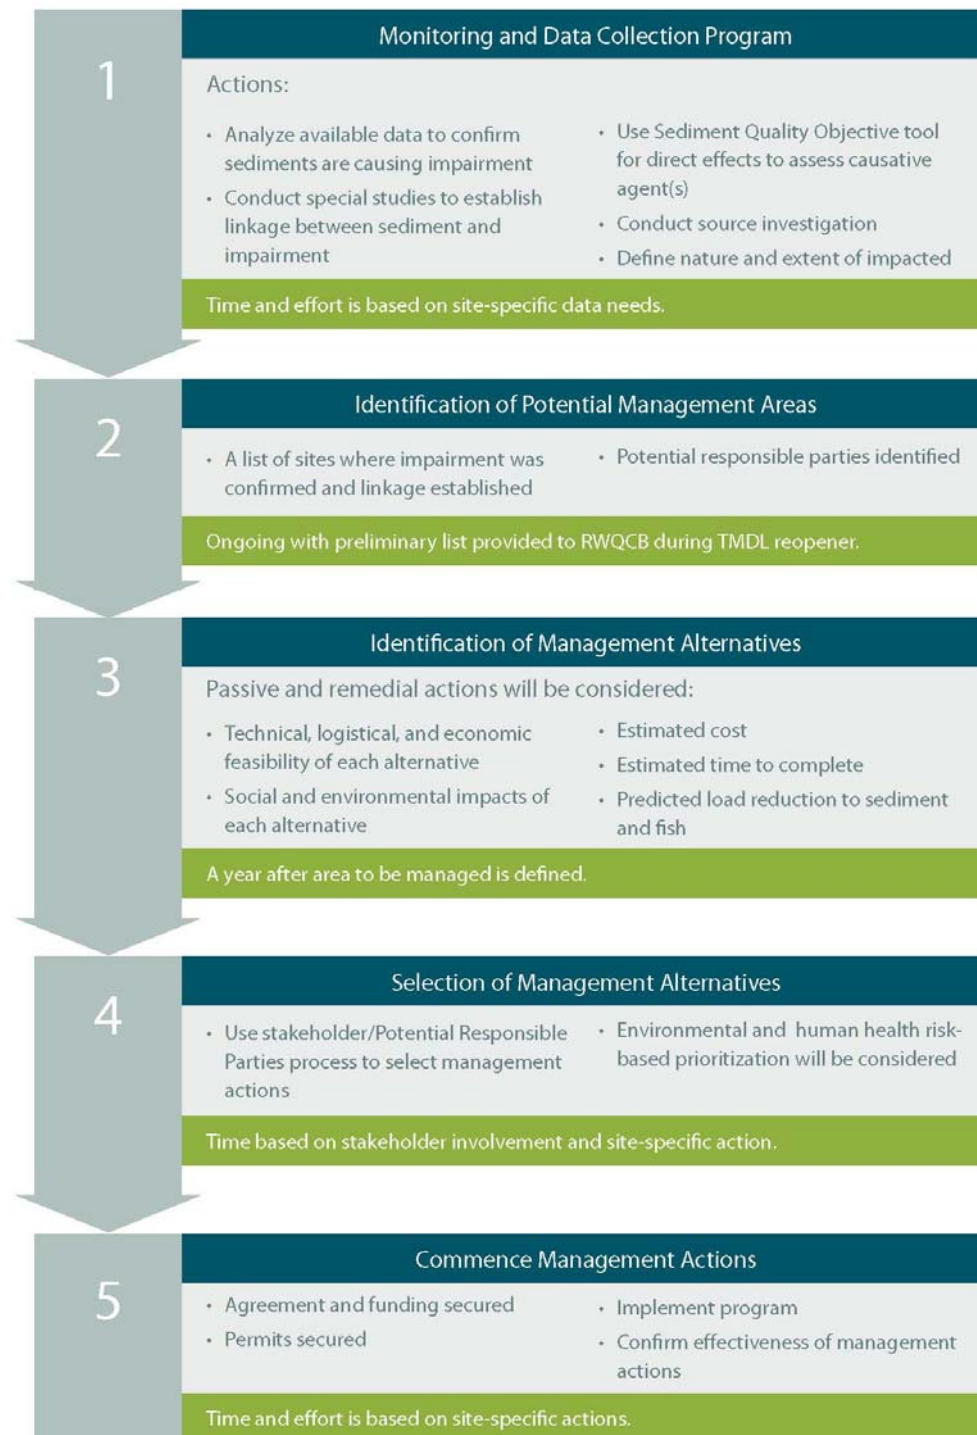 1
Monitoring and Data Collection Program
Actions:
• Analyze available data to confirm
sediments are causing impairment
• Conduct special studies to establish
linkage between sediment and
impairment
• Use Sediment Quality Objective tool
for direct effects to assess causative
agent(s)
• Conduct source investigation
• Define nature and extent of impacted
Time and effort is based on site-specific data needs.
2
Identification of Potential Management Areas
• A list of sites where impairment was
confirmed and linkage established
• Potential responsible parties identified
Ongoing with preliminary list provided to RWQCB during TMDL reopener.
3
Identification of Management Alternatives
Passive and remedial actions will be considered:
• Technical, logistical, and economic
feasibility of each alternative
• Social and environmental impacts of
each alternative
• Estimated cost
• Estimated time to complete
• Predicted load reduction to sediment
and fish
A year after area to be managed is defined.
4
Selection of Management Alternatives
• Use stakeholder/Potential Responsible
Parties process to select management
actions
• Environmental and human health risk-
based prioritization will be considered
Time based on stakeholder involvement and site-specific action.
5
Commence Management Actions
• Agreement and funding secured
• Permits secured
• Implement program
• Confirm effectiveness of management
actions
Time and effort is based on site-specific actions.